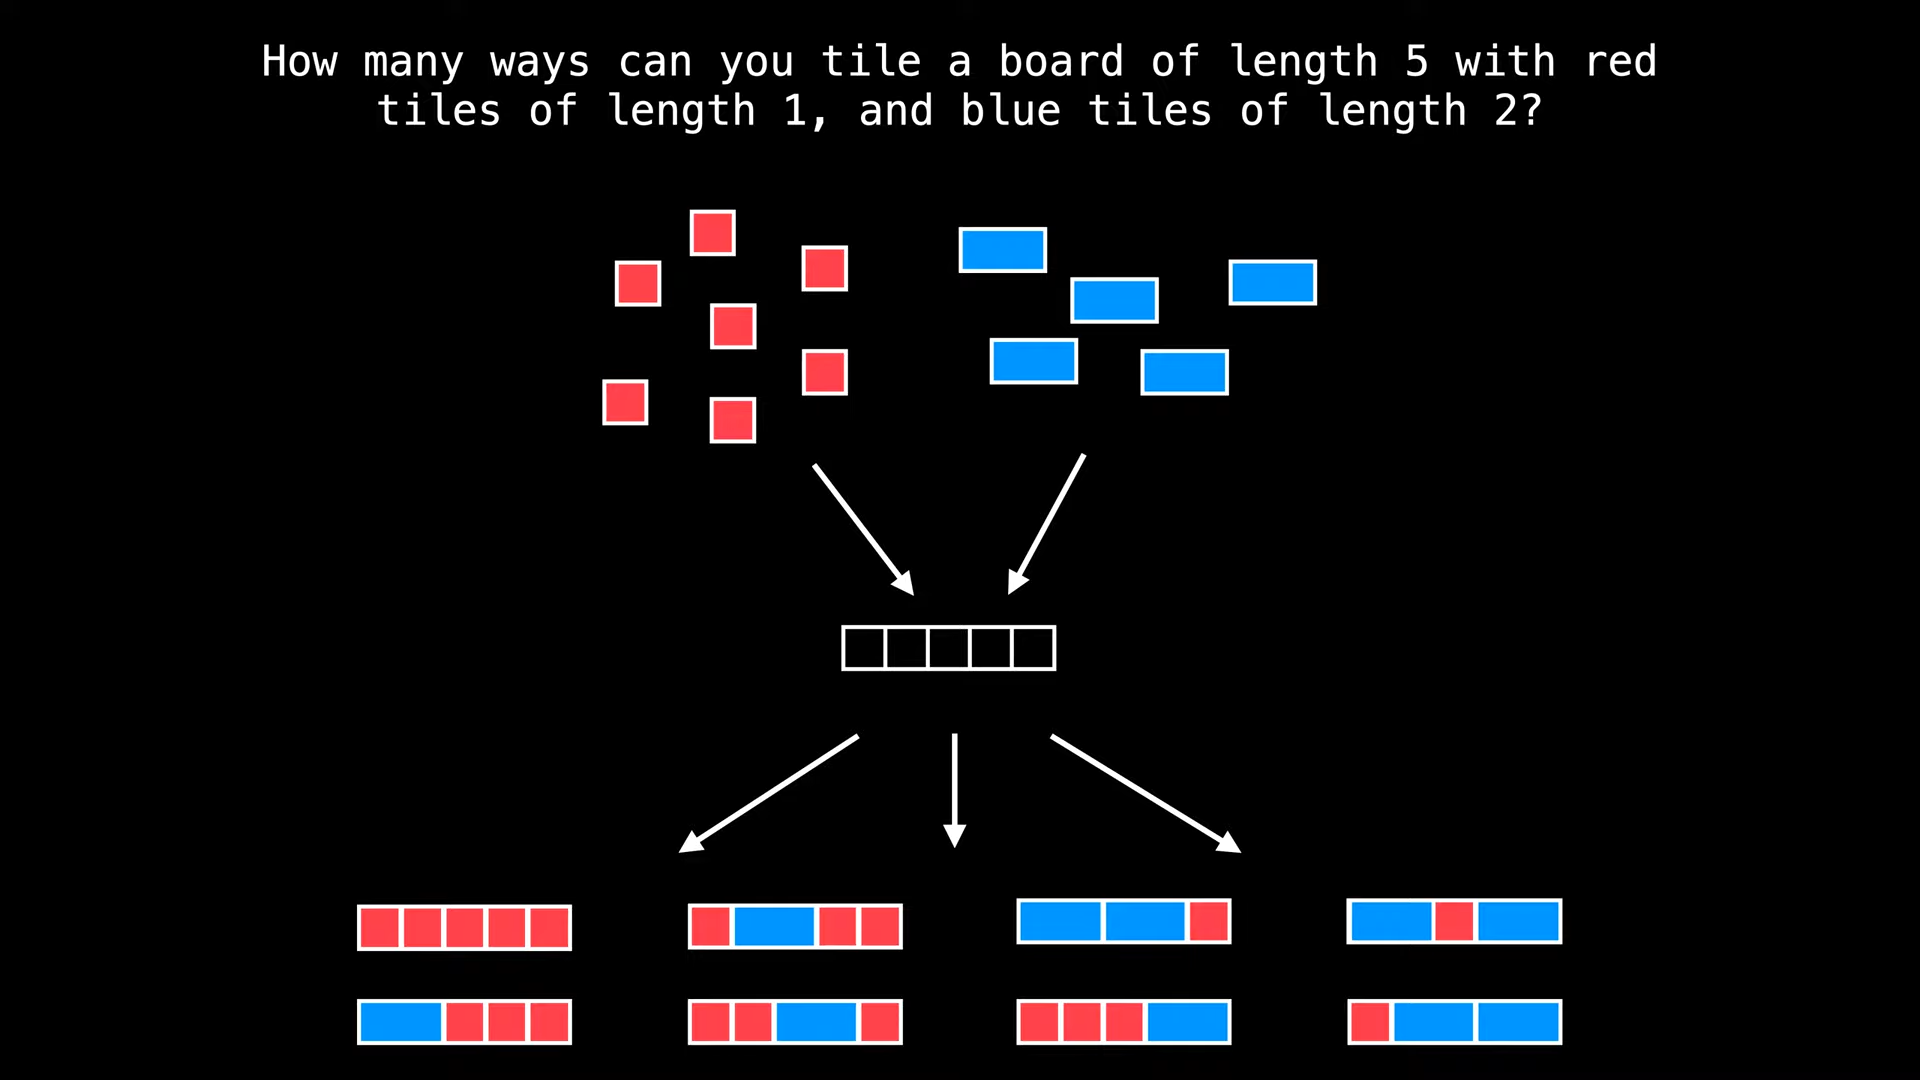 How many ways can you tile a board of length 5 with red
tiles of length 1, and blue tiles of length 2?